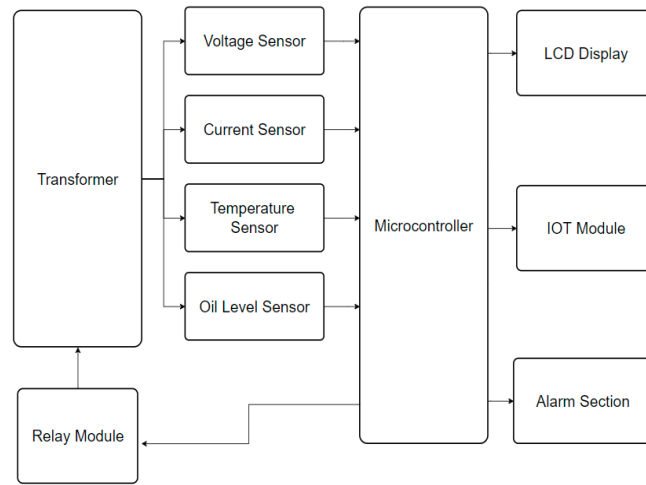 Transformer
Voltage Sensor
Current Sensor
Temperature
Sensor
Oil Level Sensor
Microcontroller
LCD Display
IOT Module
Alarm Section
Relay Module